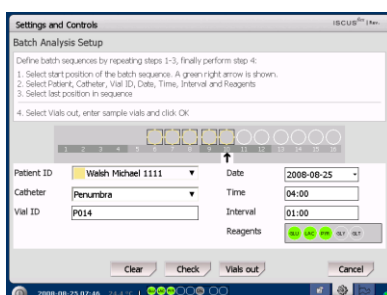 Settings and Controls
ISCUS flex
Batch Analysis Setup
Define batch sequences by repeating steps 1-3, finally perform step 4:
1. Select start position of the batch sequence. A green right arrow is shown.
2. Select Patient, Catheter, Vial ID, Date, Time, Interval and Reagents
3. Select last position in sequence
4. Select Vials out, enter sample vials and click OK
1 2 3 4 5 6 7 8 9 10 11 12 13 14 15 16
Patient ID Walsh Michael 1111 Date 2008-08-25
Catheter Penumbra Time 04:00
Vial ID P014 Interval 01:00
Reagents GLU LAC PYR GLY GLT
Clear Check Vials out Cancel
2008-08-25 07:46